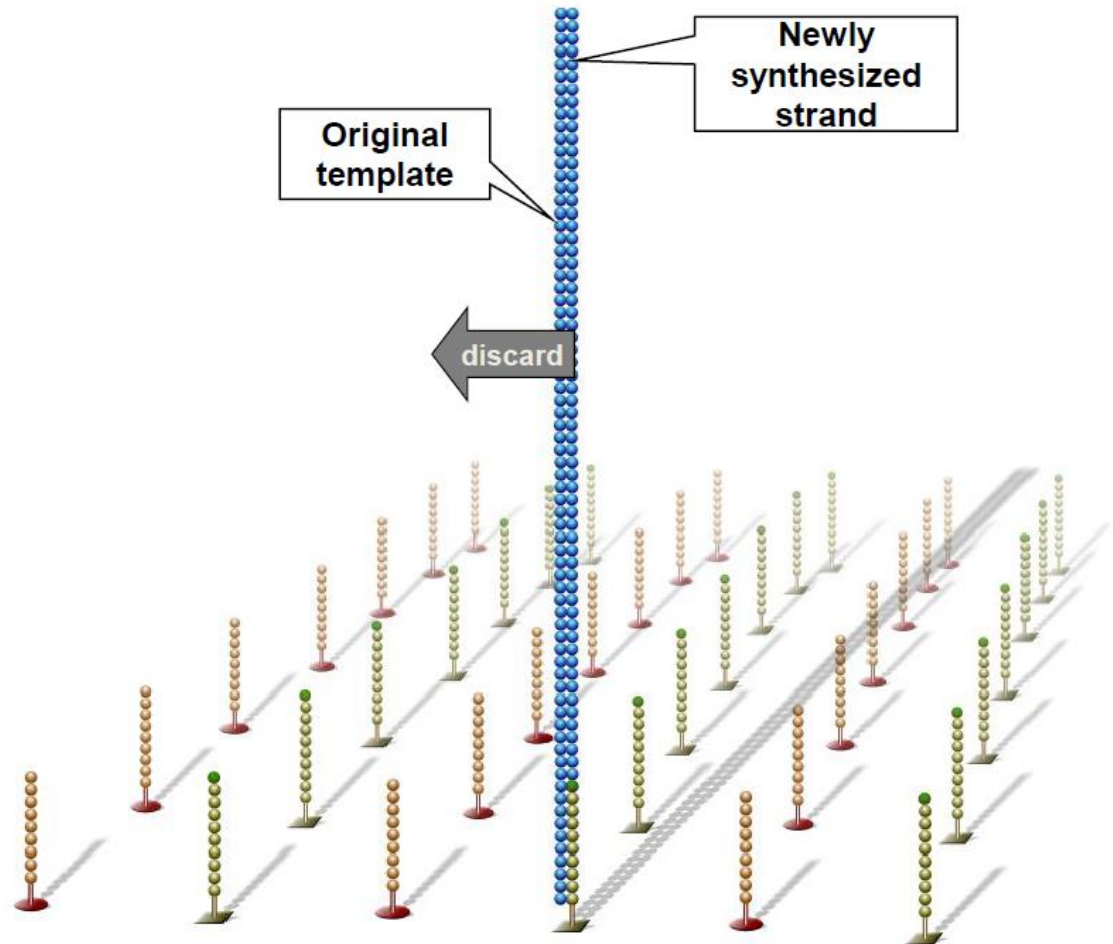 Newly
synthesized
strand
Original
template
discard